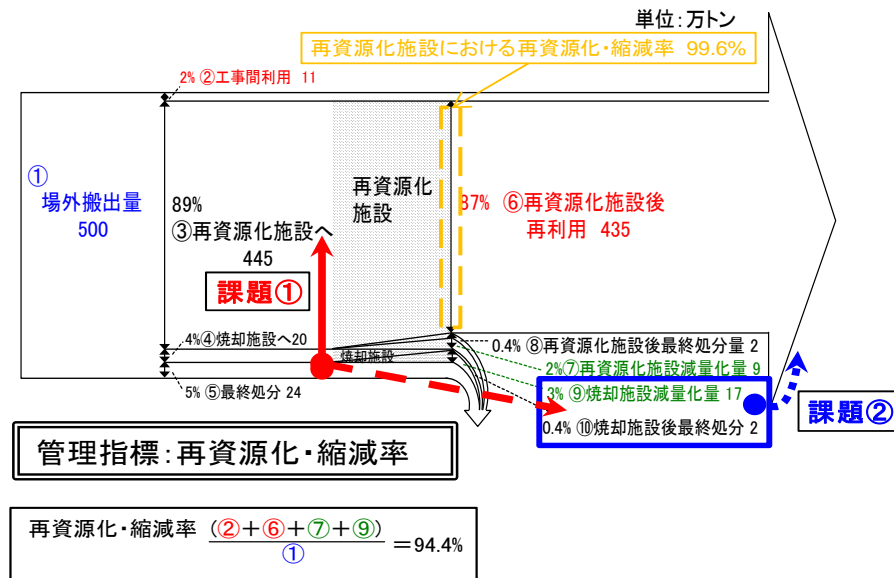 単位：万トン
再資源化施設における再資源化・縮減率 99.6%
2% ②工事間利用 11
①
場外搬出量
500
89%
③再資源化施設へ
445
再資源化
施設
37% ⑥再資源化施設後
再利用 435
課題①
4%④焼却施設へ20
焼却施設
5% ⑤最終処分 24
0.4% ⑧再資源化施設後最終処分量 2
2%⑦再資源化施設減量化量 9
3% ⑨焼却施設減量化量 17
0.4% ⑩焼却施設後最終処分 2
課題②
管理指標：再資源化・縮減率
再資源化・縮減率 (②＋⑥＋⑦＋⑨)
①
＝94.4%